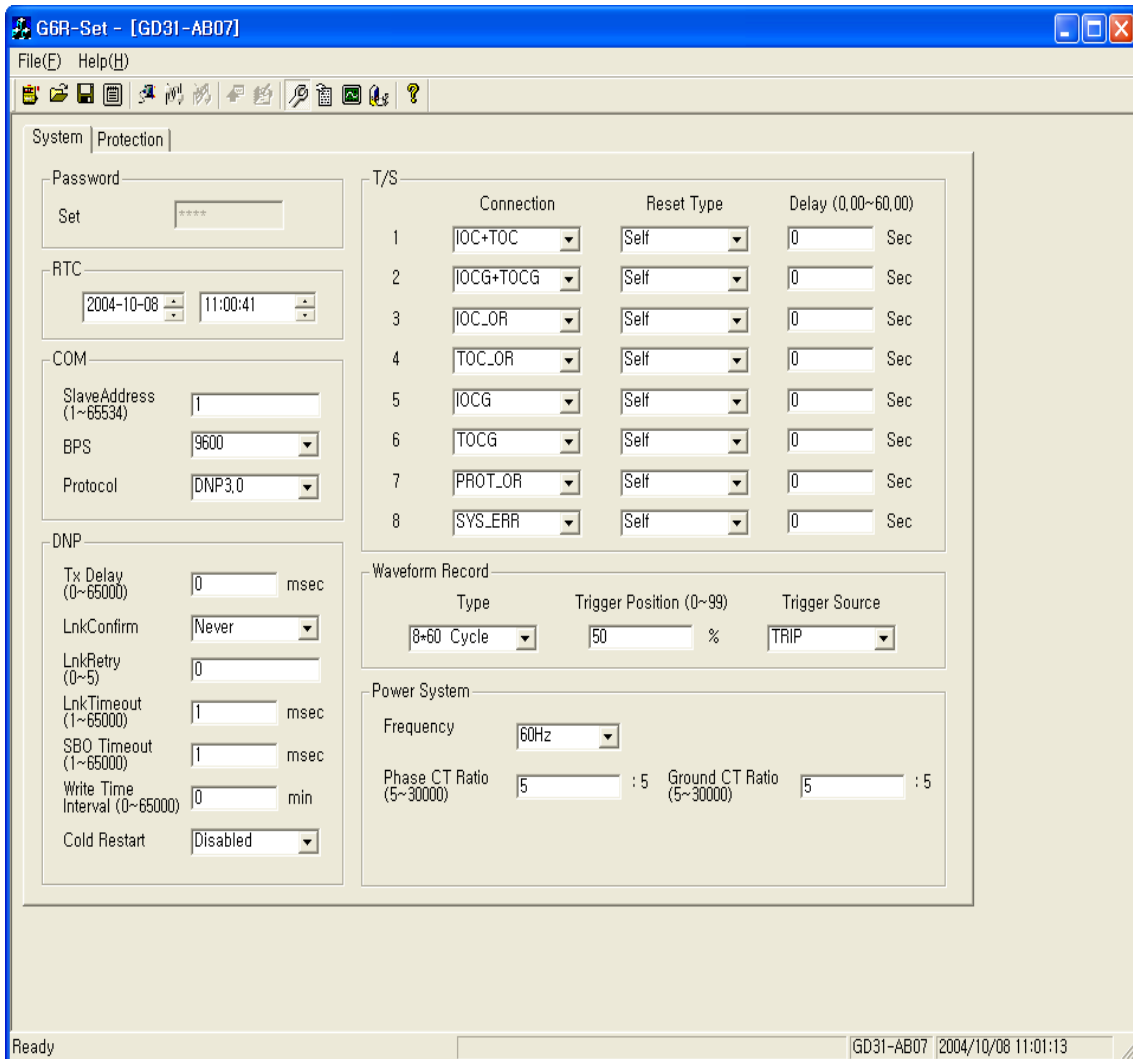 G6R-Set - [GD31-AB07]
File(F) Help(H)
System Protection
Password
Set ****
RTC
2004-10-08 11:00:41
COM
SlaveAddress
(1~65534) 1
BPS 9600
Protocol DNP3,0
DNP
Tx Delay
(0~65000) 0 msec
LnkConfirm Never
LnkRetry
(0~5) 0
LnkTimeout
(1~65000) 1 msec
SBO Timeout
(1~65000) 1 msec
Write Time
Interval (0~65000) 0 min
Cold Restart Disabled
T/S
Connection Reset Type Delay (0,00~60,00)
1 IOC+TOC Self 0 Sec
2 IOCG+TOCG Self 0 Sec
3 IOC_OR Self 0 Sec
4 TOC_OR Self 0 Sec
5 IOCG Self 0 Sec
6 TOCG Self 0 Sec
7 PROT_OR Self 0 Sec
8 SYS_ERR Self 0 Sec
Waveform Record
Type Trigger Position (0~99) Trigger Source
8*60 Cycle 50 % TRIP
Power System
Frequency 60Hz
Phase CT Ratio
(5~30000) 5 : 5
Ground CT Ratio
(5~30000) 5 : 5
Ready GD31-AB07 2004/10/08 11:01:13